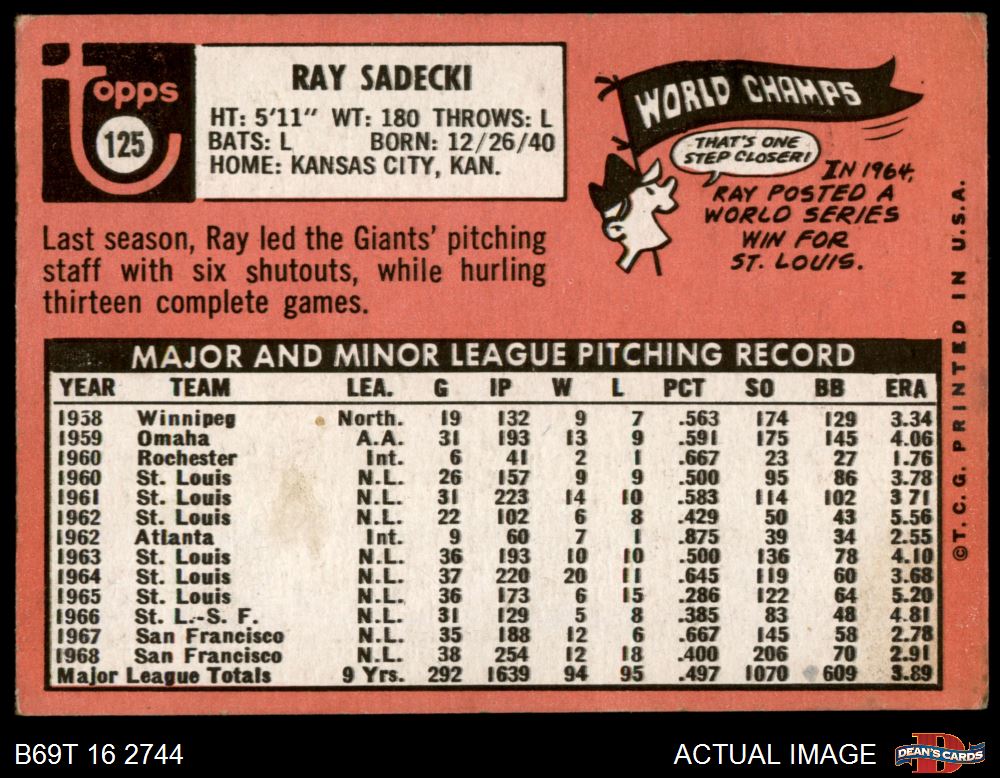 Topps
125
RAY SADECKI
HT: 5'11" WT: 180 THROWS: L
BATS: L BORN: 12/26/40
HOME: KANSAS CITY, KAN.
WORLD CHAMPS
THAT'S ONE
STEP CLOSER!
IN 1964,
RAY POSTED A
WORLD SERIES
WIN FOR
ST. LOUIS.
Last season, Ray led the Giants' pitching
staff with six shutouts, while hurling
thirteen complete games.
MAJOR AND MINOR LEAGUE PITCHING RECORD
YEAR TEAM LEA. G IP W L PCT SO BB ERA
1958 Winnipeg North. 19 132 9 7 .563 174 129 3.34
1959 Omaha A.A. 31 193 13 9 .591 175 145 4.06
1960 Rochester Int. 6 41 2 1 .667 23 27 1.76
1960 St. Louis N.L. 26 157 9 9 .500 95 86 3.78
1961 St. Louis N.L. 31 223 14 10 .583 114 102 3.71
1962 St. Louis N.L. 22 102 6 8 .429 50 43 5.56
1962 Atlanta Int. 9 60 7 1 .875 39 34 2.55
1963 St. Louis N.L. 36 193 10 10 .500 136 78 4.10
1964 St. Louis N.L. 37 220 20 11 .645 119 60 3.68
1965 St. Louis N.L. 36 173 6 15 .286 122 64 5.20
1966 St. L.-S. F. N.L. 31 129 5 8 .385 83 48 4.81
1967 San Francisco N.L. 35 188 12 6 .667 145 58 2.78
1968 San Francisco N.L. 38 254 12 18 .400 206 70 2.91
Major League Totals 9 Yrs. 292 1639 94 95 .497 1070 609 3.89
©T. C. G. PRINTED IN U.S.A.
B69T 16 2744
ACTUAL IMAGE
DEAN'S CARDS